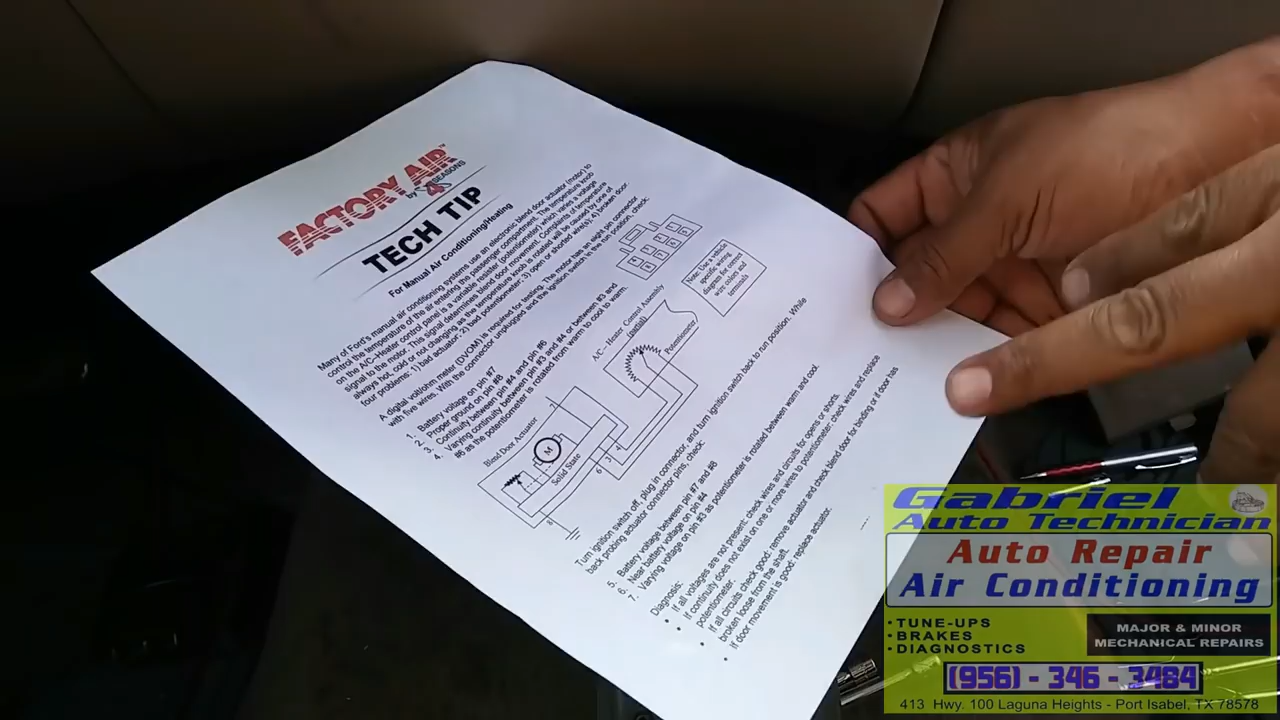 FACTORY AIR™
by 4 SEASONS
TECH TIP
For Manual Air Conditioning/Heating
Many of Ford's manual air conditioning systems use an electronic blend door actuator (motor) to
control the temperature of the air entering the passenger compartment. The temperature knob
on the A/C-Heater control panel is a variable resistor (potentiometer) which varies a voltage
signal to the motor. This signal determines blend door movement. Complaints of temperature
always hot, cold or not changing as the temperature knob is rotated will be caused by one of
four problems: 1) bad actuator; 2) bad potentiometer; 3) open or shorted wire(s); 4) broken door.
A digital volt/ohm meter (DVOM) is required for testing. The motor has an eight pin connector
with five wires. With the connector unplugged and the ignition switch in the run position, check:
1. Battery voltage on pin #7
2. Proper ground on pin #8
3. Continuity between pin #4 and pin #6
4. Varying continuity between pin #3 and #4 or between #3 and
#6 as the potentiometer is rotated from warm to cool to warm.
Note: Use a vehicle
specific wiring
diagram for correct
wire colors and
terminals
Blend Door Actuator
M
Solid State
7
8
6
3
4
A/C - Heater Control Assembly
(partial)
Potentiometer
Turn ignition switch off, plug in connector, and turn ignition switch back to run position. While
back probing actuator connector pins, check:
5. Battery voltage between pin #7 and #8
6. Near battery voltage on pin #4
7. Varying voltage on pin #3 as potentiometer is rotated between warm and cool.
Diagnosis:
• If all voltages are not present: check wires and circuits for opens or shorts.
• If continuity does not exist on one or more wires to potentiometer: check wires and replace
potentiometer.
• If all circuits check good: remove actuator and check blend door for binding or if door has
broken loose from the shaft.
• If door movement is good: replace actuator.
Gabriel
Auto Technician
Auto Repair
Air Conditioning
• TUNE-UPS
• BRAKES
• DIAGNOSTICS
MAJOR & MINOR
MECHANICAL REPAIRS
(956) - 346 - 3484
413 Hwy. 100 Laguna Heights - Port Isabel, TX 78578